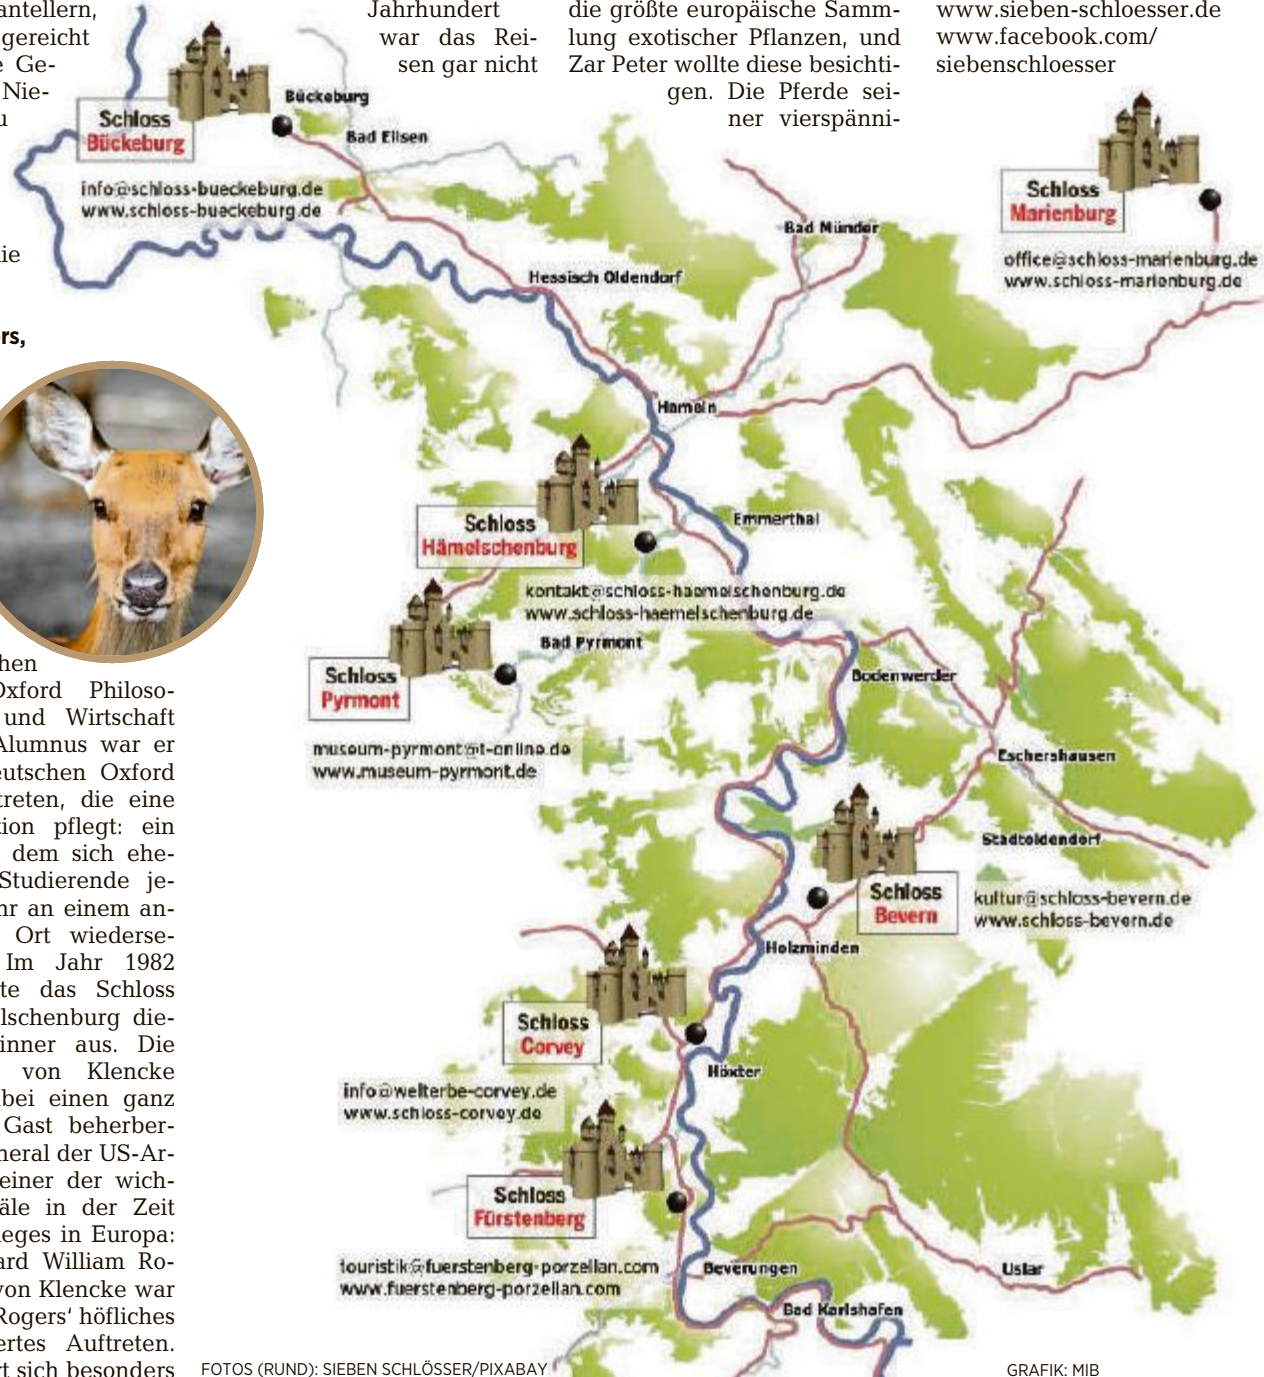 antellern,
gereicht
e Ge-
Nie-
u
ie
rs,
Jahrhundert
war das Rei-
sen gar nicht
die größte europäische Samm-
lung exotischer Pflanzen, und
Zar Peter wollte diese besichti-
gen. Die Pferde sei-
ner vierspänni-
www.sieben-schloesser.de
www.facebook.com/
siebenschloesser
Schloss
Bückeburg
Bückeburg
Bad Eilsen
info@schloss-bueckeburg.de
www.schloss-bueckeburg.de
Schloss
Marienburg
office@schloss-marienburg.de
www.schloss-marienburg.de
Bad Münder
Hessisch Oldendorf
Hameln
Schloss
Hämelschenburg
Emmerthal
kontakt@schloss-haemelschenburg.de
www.schloss-haemelschenburg.de
Bad Pyrmont
Schloss
Pyrmont
museum-pyrmont@t-online.de
www.museum-pyrmont.de
Bodenwerder
Eschershausen
Stadtoldendorf
Schloss
Bevern
kultur@schloss-bevern.de
www.schloss-bevern.de
Holzminden
Schloss
Corvey
Höxter
info@welterbe-corvey.de
www.schloss-corvey.de
Schloss
Fürstenberg
touristik@fuerstenberg-porzellan.com
www.fuerstenberg-porzellan.com
Beverungen
Uslar
Bad Karlshafen
chen
Oxford Philoso-
und Wirtschaft
Alumnus war er
eutschen Oxford
treten, die eine
tion pflegt: ein
dem sich ehe-
Studierende je-
hr an einem an-
Ort wiederse-
Im Jahr 1982
te das Schloss
lschenburg die-
inner aus. Die
von Klencke
bei einen ganz
Gast beherber-
neral der US-Ar-
einer der wich-
äle in der Zeit
ieges in Europa:
ard William Ro-
von Klencke war
Rogers‘ höfliches
ertes Auftreten.
rt sich besonders
FOTOS (RUND): SIEBEN SCHLÖSSER/PIXABAY
GRAFIK: MIB